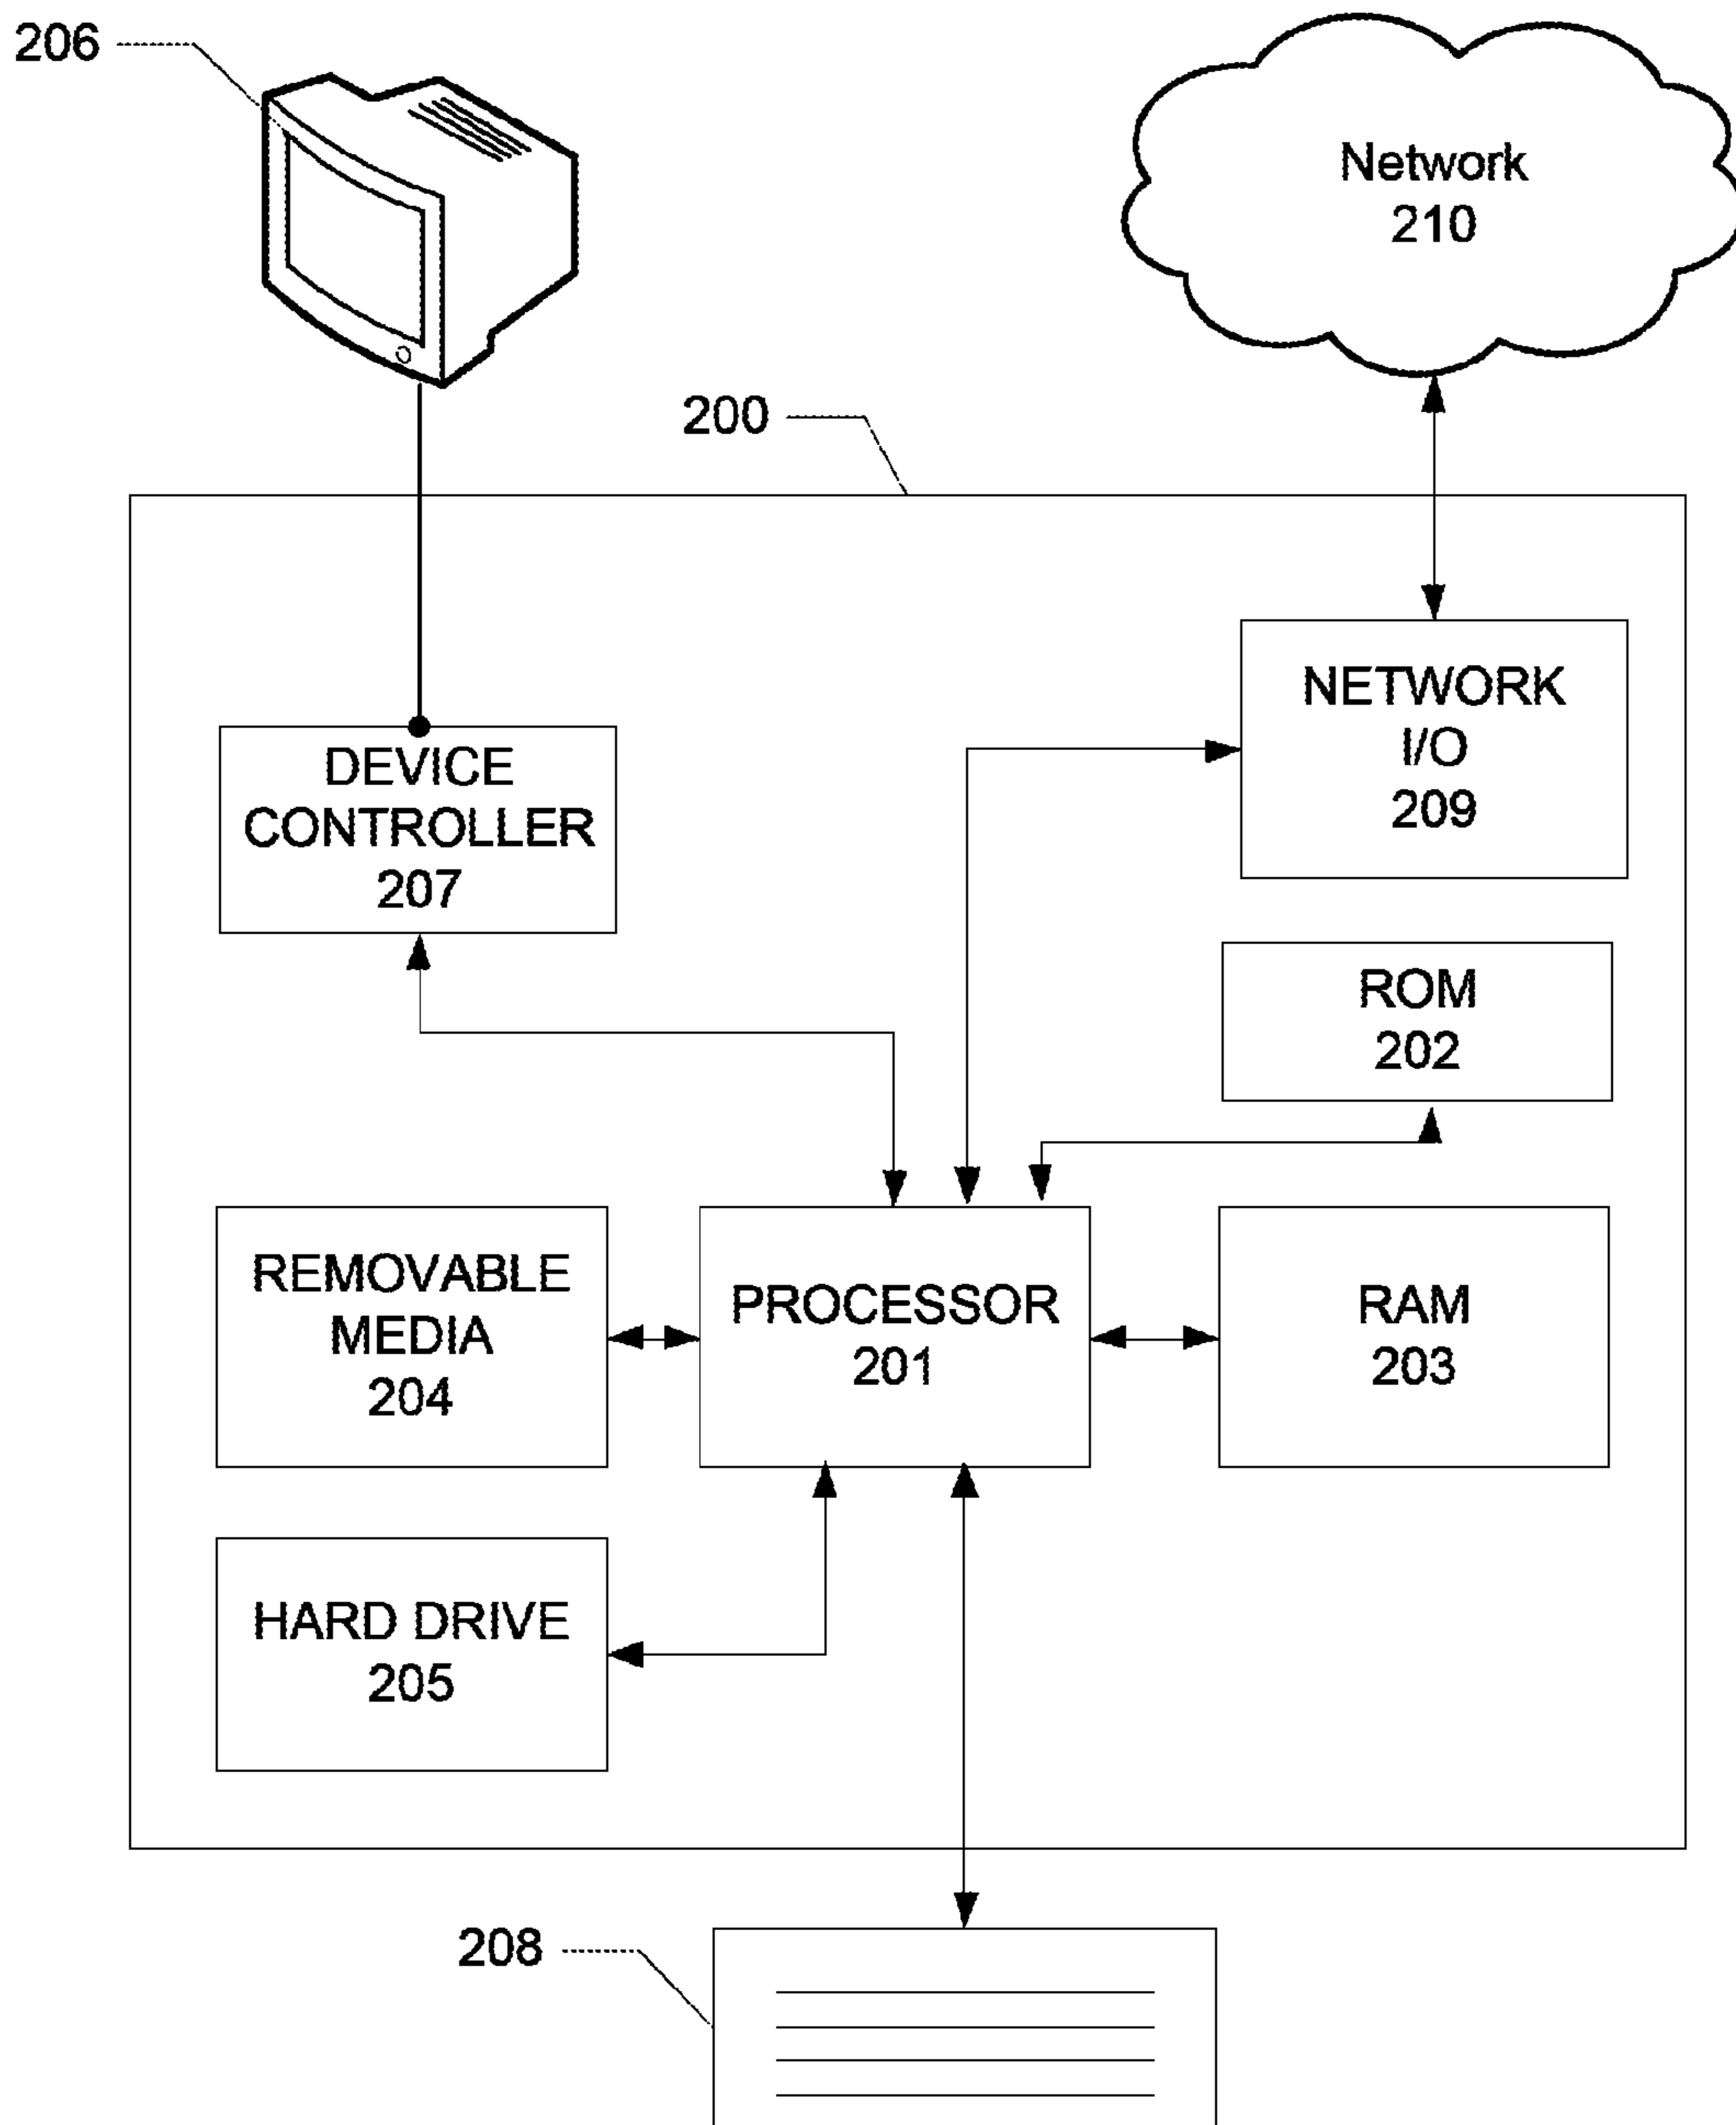 206
Network
210
200
NETWORK
I/O
209
DEVICE
CONTROLLER
207
ROM
202
REMOVABLE
MEDIA
204
PROCESSOR
201
RAM
203
HARD DRIVE
205
208